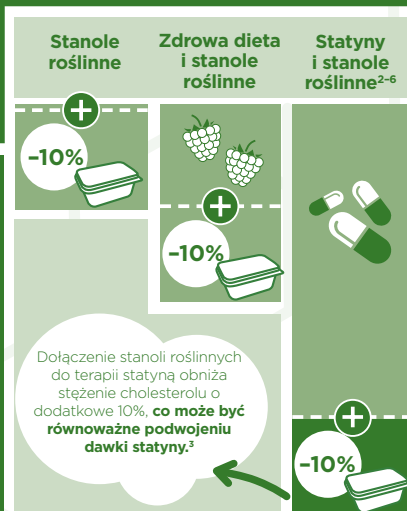 Stanole
roślinne
Zdrowa dieta
i stanole
roślinne
Statyny
i stanole
roślinne²⁻⁶
+
–10%
+
–10%
Dołączenie stanoli roślinnych
do terapii statyną obniża
stężenie cholesterolu o
dodatkowe 10%, co może być
równoważne podwojeniu
dawki statyny.³
+
–10%